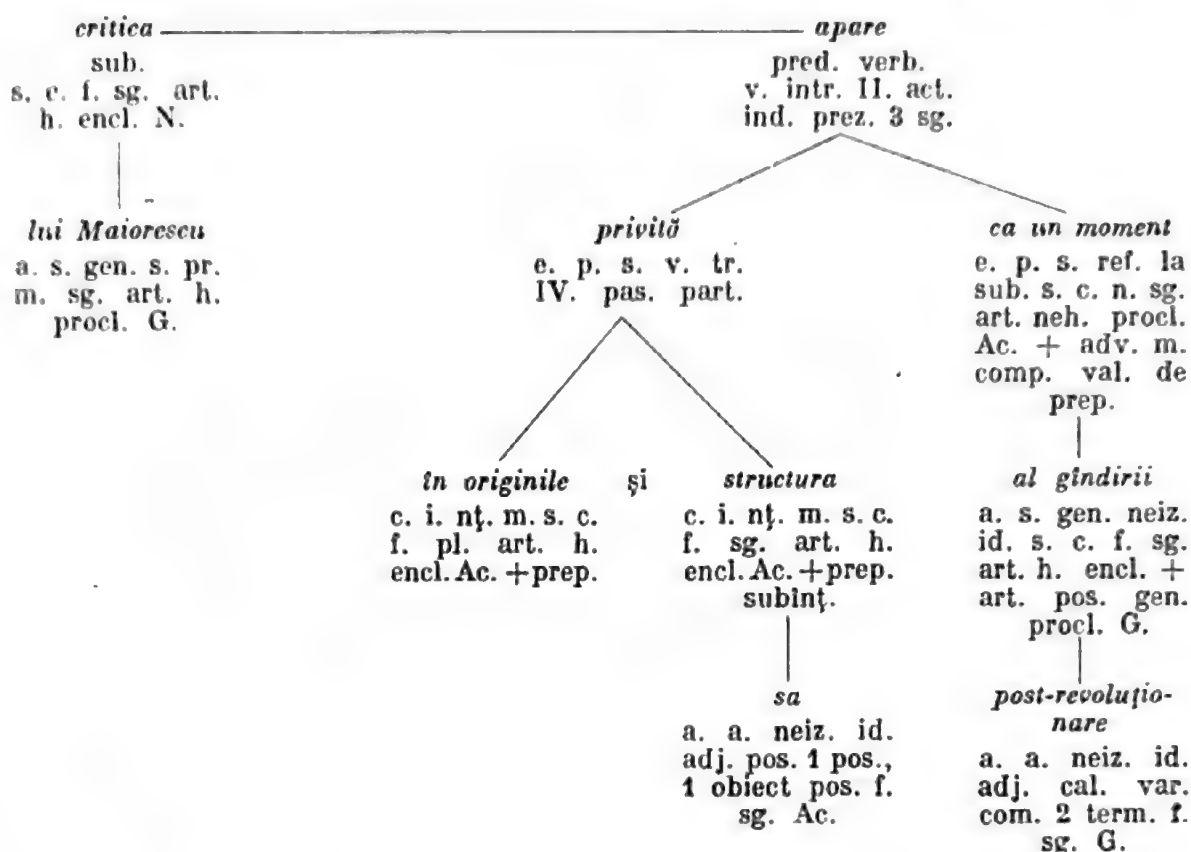 critica apare
sub.
s. c. f. sg. art.
h. encl. N.
pred. verb.
v. intr. II. act.
ind. prez. 3 sg.
lui Maiorescu
a. s. gen. s. pr.
m. sg. art. h.
procl. G.
privită
e. p. s. v. tr.
IV. pas. part.
ca un moment
e. p. s. ref. la
sub. s. c. n. sg.
art. neh. procl.
Ac. + adv. m.
comp. val. de
prep.
în originile și structura
c. i. nț. m. s. c.
f. pl. art. h.
encl. Ac. +prep.
c. i. nț. m. s. c.
f. sg. art. h.
encl. Ac. +prep.
subînț.
al gîndirii
a. s. gen. neiz.
id. s. c. f. sg.
art. h. encl. +
art. pos. gen.
procl. G.
sa
a. a. neiz. id.
adj. pos. 1 pos.,
1 obiect pos. f.
sg. Ac.
post-revoluțio-
nare
a. a. neiz. id.
adj. cal. var.
com. 2 term. f.
sg. G.